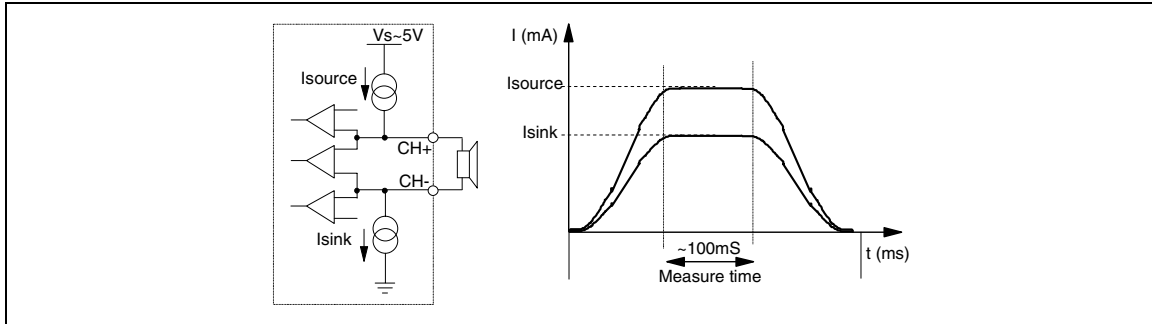 Vs~5V
Isource
CH+
CH-
Isink
I (mA)
Isource
Isink
~100mS
Measure time
t (ms)